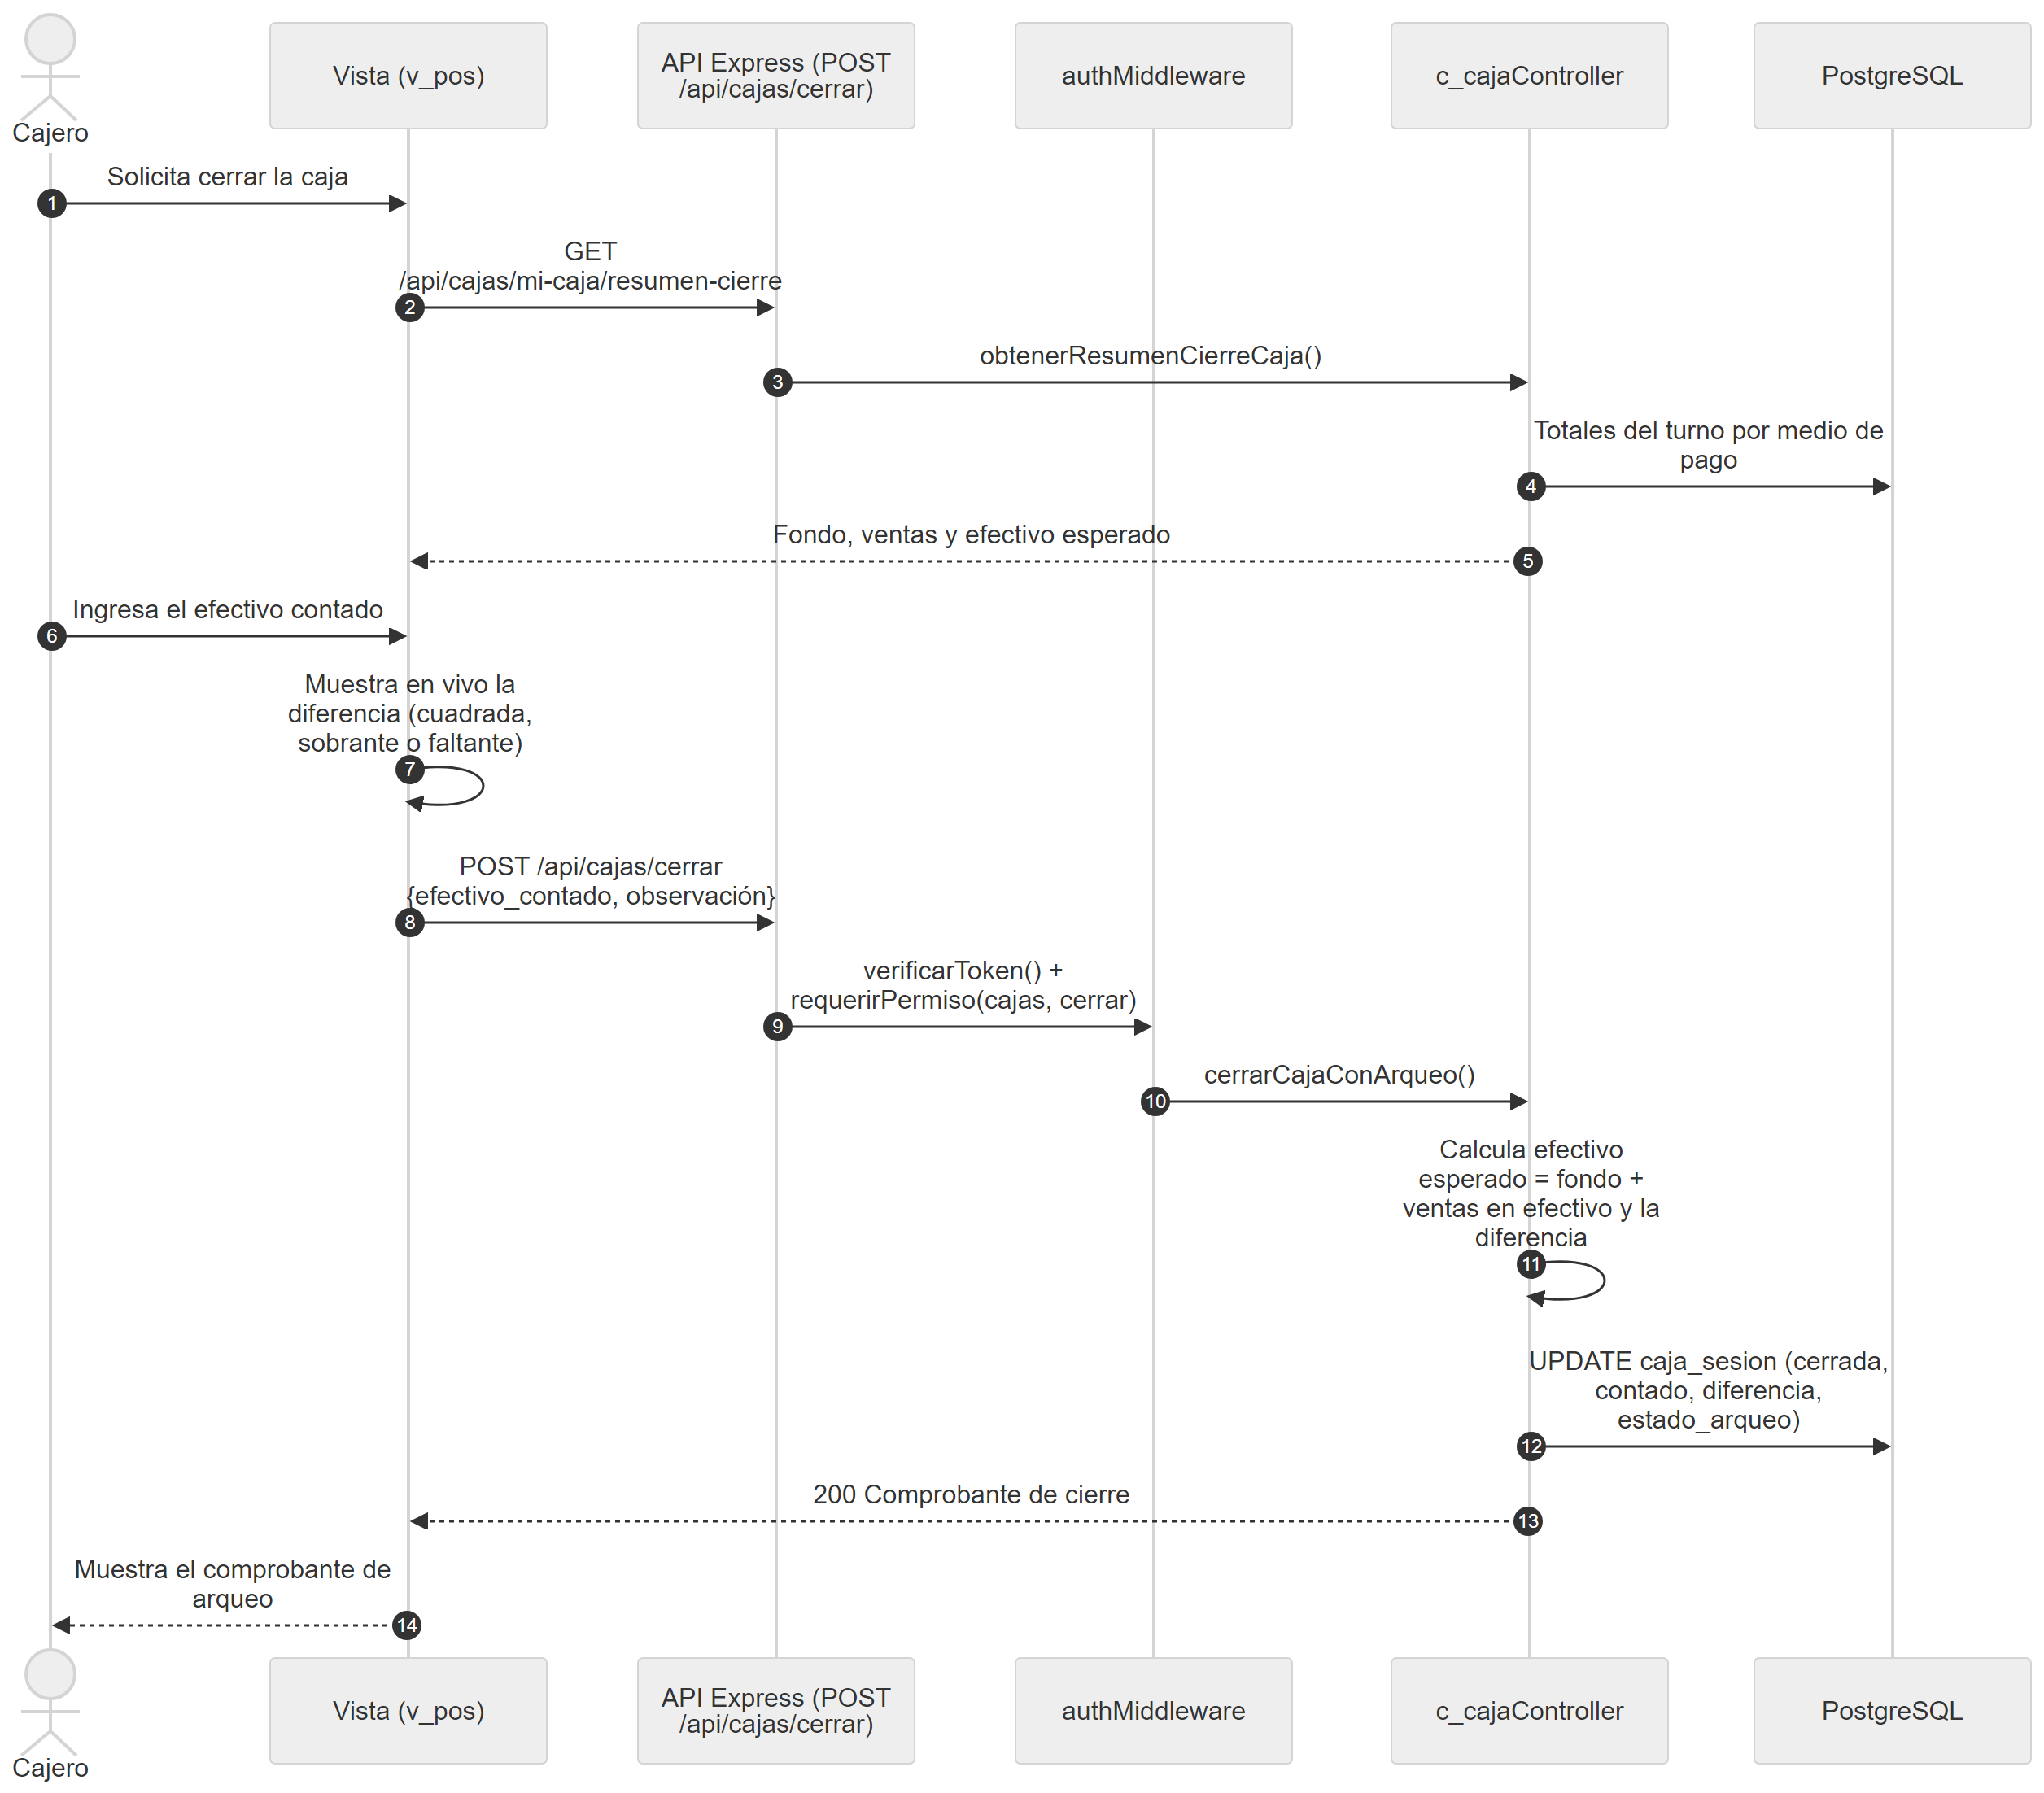 Cajero
Vista (v_pos)
API Express (POST
/api/cajas/cerrar)
authMiddleware
c_cajaController
PostgreSQL
Solicita cerrar la caja
1
GET
/api/cajas/mi-caja/resumen-cierre
2
obtenerResumenCierreCaja()
3
Totales del turno por medio de
pago
4
Fondo, ventas y efectivo esperado
5
Ingresa el efectivo contado
6
Muestra en vivo la
diferencia (cuadrada,
sobrante o faltante)
7
POST /api/cajas/cerrar
{efectivo_contado, observación}
8
verificarToken() +
requerirPermiso(cajas, cerrar)
9
cerrarCajaConArqueo()
10
Calcula efectivo
esperado = fondo +
ventas en efectivo y la
diferencia
11
UPDATE caja_sesion (cerrada,
contado, diferencia,
estado_arqueo)
12
200 Comprobante de cierre
13
Muestra el comprobante de
arqueo
14
Cajero
Vista (v_pos)
API Express (POST
/api/cajas/cerrar)
authMiddleware
c_cajaController
PostgreSQL